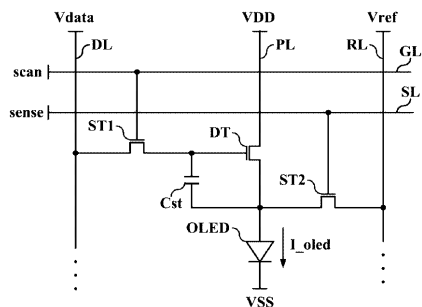 Vdata VDD Vref
DL PL RL GL
scan
SL
sense
ST1 DT
ST2
Cst
OLED I_oled
VSS